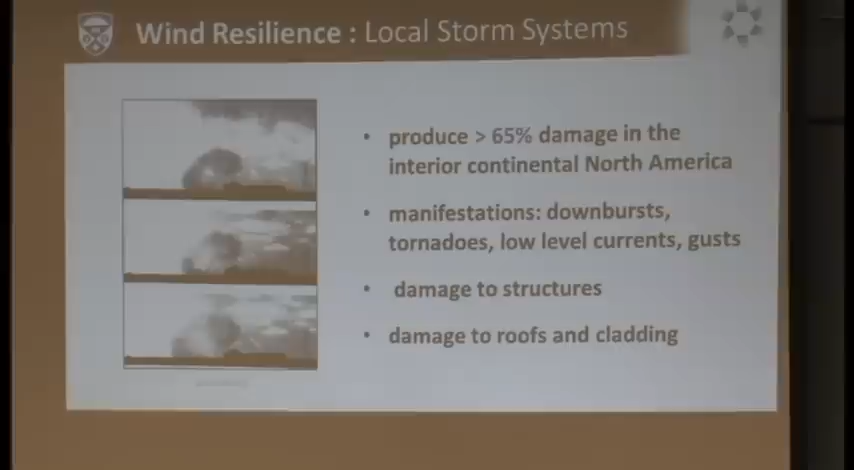 Wind Resilience : Local Storm Systems
• produce > 65% damage in the
interior continental North America
• manifestations: downbursts,
tornadoes, low level currents, gusts
• damage to structures
• damage to roofs and cladding